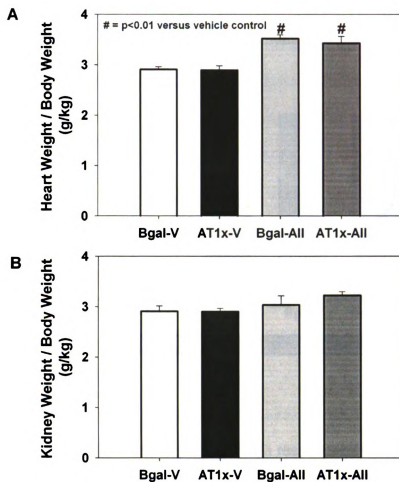 A
# = p<0.01 versus vehicle control
# #
Heart Weight / Body Weight
(g/kg)
4
3
2
1
0
Bgal-V AT1x-V Bgal-AII AT1x-AII
B
Kidney Weight / Body Weight
(g/kg)
4
3
2
1
0
Bgal-V AT1x-V Bgal-AII AT1x-AII